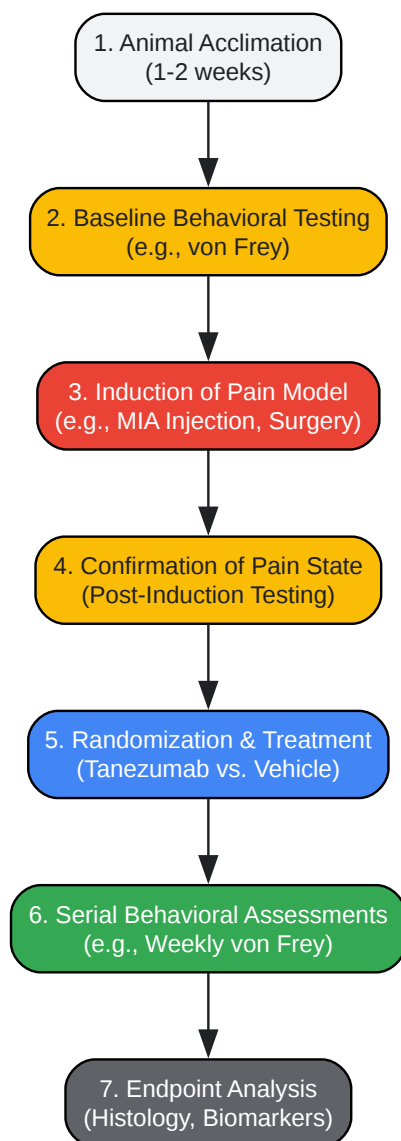 1. Animal Acclimation
(1-2 weeks)
2. Baseline Behavioral Testing
(e.g., von Frey)
3. Induction of Pain Model
(e.g., MIA Injection, Surgery)
4. Confirmation of Pain State
(Post-Induction Testing)
5. Randomization & Treatment
(Tanezumab vs. Vehicle)
6. Serial Behavioral Assessments
(e.g., Weekly von Frey)
7. Endpoint Analysis
(Histology, Biomarkers)